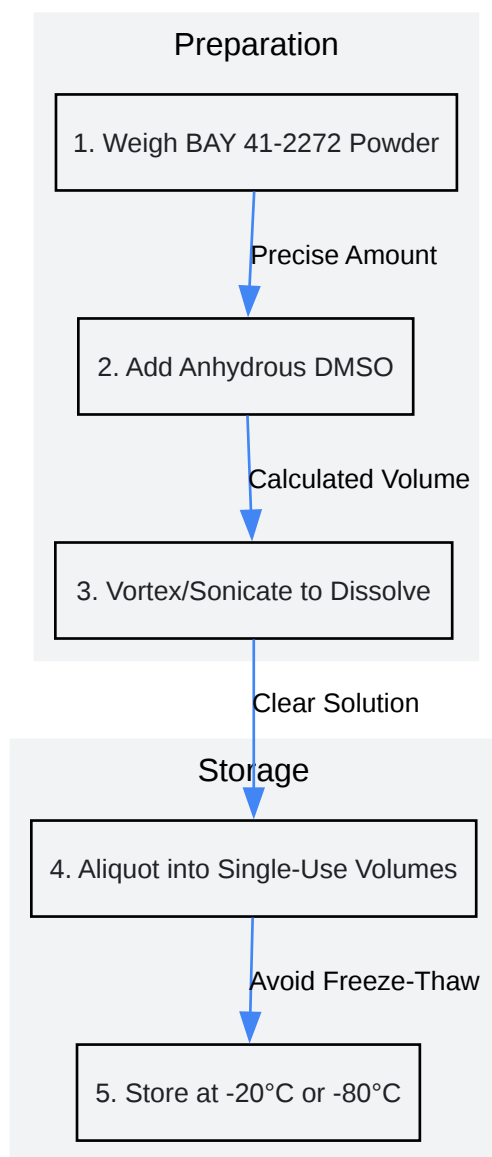 Preparation
1. Weigh BAY 41-2272 Powder
Precise Amount
2. Add Anhydrous DMSO
Calculated Volume
3. Vortex/Sonicate to Dissolve
Clear Solution
Storage
4. Aliquot into Single-Use Volumes
Avoid Freeze-Thaw
5. Store at -20°C or -80°C